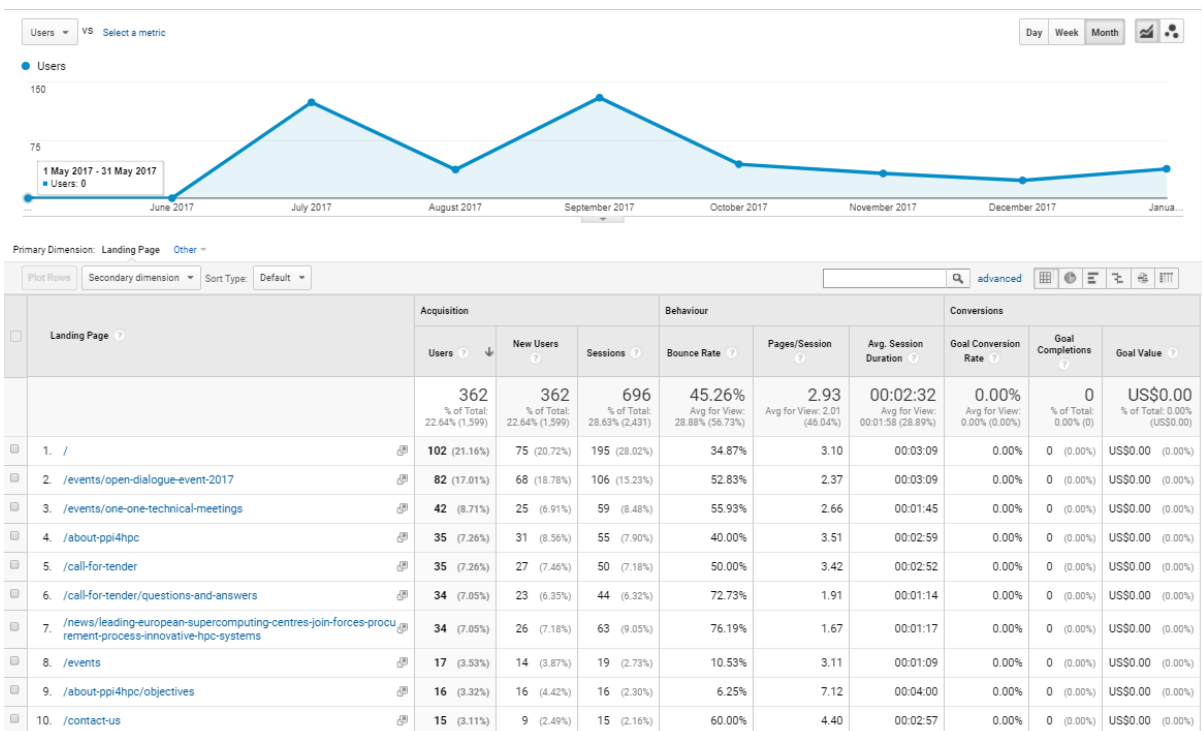 Users VS Select a metric Day Week Month
Users
150
75
1 May 2017 - 31 May 2017
Users: 0
... June 2017 July 2017 August 2017 September 2017 October 2017 November 2017 December 2017 Janua...
Primary Dimension: Landing Page Other
Plot Rows Secondary dimension Sort Type: Default advanced
Acquisition Behaviour Conversions
Landing Page ? Users ? New Users ? Sessions ? Bounce Rate ? Pages/Session ? Avg. Session Duration ? Goal Conversion Rate ? Goal Completions ? Goal Value ?
362 362 696 45.26% 2.93 00:02:32 0.00% 0 US$0.00
% of Total: 22.64% (1,599) % of Total: 22.64% (1,599) % of Total: 28.63% (2,431) Avg for View: 28.88% (56.73%) Avg for View: 2.01 (46.04%) Avg for View: 00:01:58 (28.89%) Avg for View: 0.00% (0.00%) % of Total: 0.00% (0) % of Total: 0.00% (US$0.00)
1. / 102 (21.16%) 75 (20.72%) 195 (28.02%) 34.87% 3.10 00:03:09 0.00% 0 (0.00%) US$0.00 (0.00%)
2. /events/open-dialogue-event-2017 82 (17.01%) 68 (18.78%) 106 (15.23%) 52.83% 2.37 00:03:09 0.00% 0 (0.00%) US$0.00 (0.00%)
3. /events/one-one-technical-meetings 42 (8.71%) 25 (6.91%) 59 (8.48%) 55.93% 2.66 00:01:45 0.00% 0 (0.00%) US$0.00 (0.00%)
4. /about-ppi4hpc 35 (7.26%) 31 (8.56%) 55 (7.90%) 40.00% 3.51 00:02:59 0.00% 0 (0.00%) US$0.00 (0.00%)
5. /call-for-tender 35 (7.26%) 27 (7.46%) 50 (7.18%) 50.00% 3.42 00:02:52 0.00% 0 (0.00%) US$0.00 (0.00%)
6. /call-for-tender/questions-and-answers 34 (7.05%) 23 (6.35%) 44 (6.32%) 72.73% 1.91 00:01:14 0.00% 0 (0.00%) US$0.00 (0.00%)
7. /news/leading-european-supercomputing-centres-join-forces-procu
rement-process-innovative-hpc-systems 34 (7.05%) 26 (7.18%) 63 (9.05%) 76.19% 1.67 00:01:17 0.00% 0 (0.00%) US$0.00 (0.00%)
8. /events 17 (3.53%) 14 (3.87%) 19 (2.73%) 10.53% 3.11 00:01:09 0.00% 0 (0.00%) US$0.00 (0.00%)
9. /about-ppi4hpc/objectives 16 (3.32%) 16 (4.42%) 16 (2.30%) 6.25% 7.12 00:04:00 0.00% 0 (0.00%) US$0.00 (0.00%)
10. /contact-us 15 (3.11%) 9 (2.49%) 15 (2.16%) 60.00% 4.40 00:02:57 0.00% 0 (0.00%) US$0.00 (0.00%)